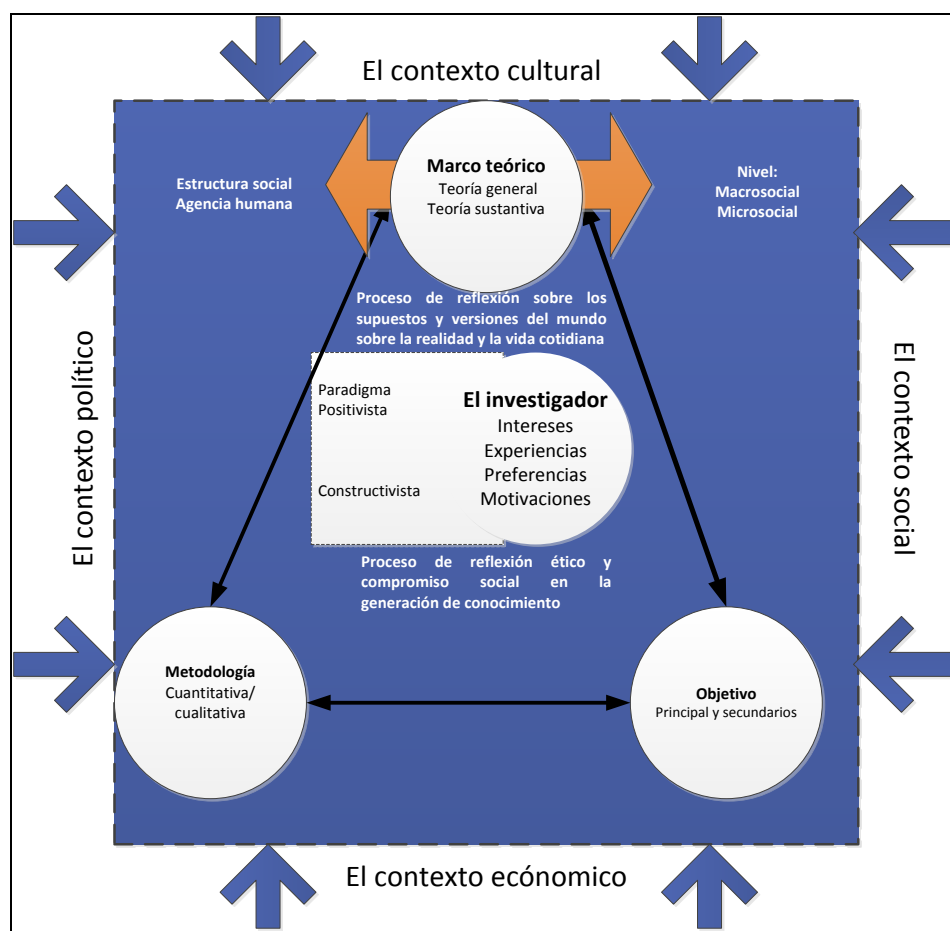 El contexto cultural
Marco teórico
Teoría general
Teoría sustantiva
Estructura social
Agencia humana
Nivel:
Macrosocial
Microsocial
Proceso de reflexión sobre los
supuestos y versiones del mundo
sobre la realidad y la vida cotidiana
El contexto político
El contexto social
Paradigma
Positivista
Constructivista
El investigador
Intereses
Experiencias
Preferencias
Motivaciones
Proceso de reflexión ético y
compromiso social en la
generación de conocimiento
Metodología
Cuantitativa/
cualitativa
Objetivo
Principal y secundarios
El contexto ecónomico